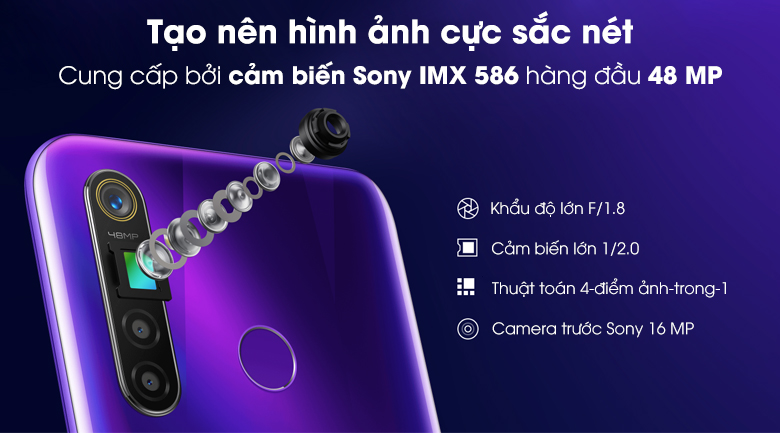 Tạo nên hình ảnh cực sắc nét
Cung cấp bởi cảm biến Sony IMX 586 hàng đầu 48 MP
48MP
Khẩu độ lớn F/1.8
Cảm biến lớn 1/2.0
Thuật toán 4-điểm ảnh-trong-1
Camera trước Sony 16 MP